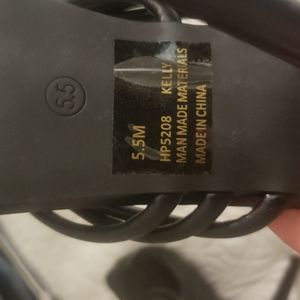 5.5
5.5M
HP5208 KELLY
MAN MADE MATERIALS
MADE IN CHINA